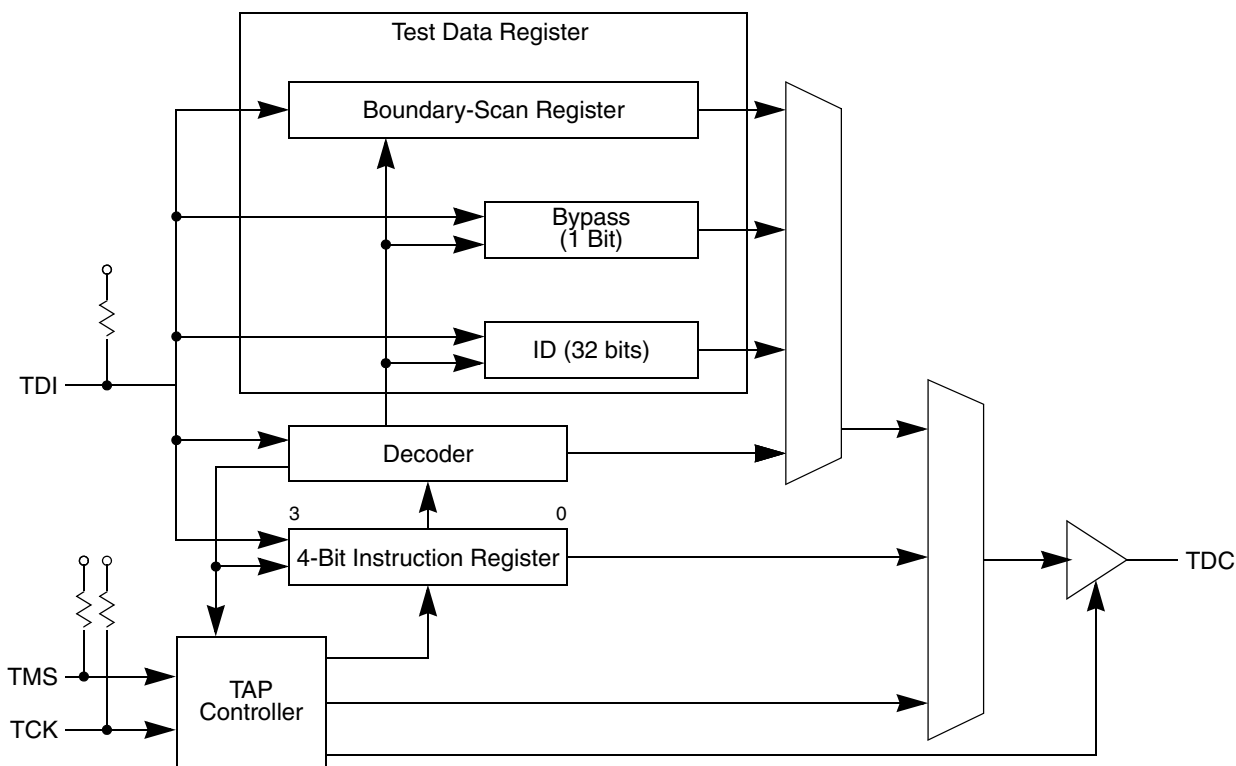 Test Data Register
Boundary-Scan Register
Bypass
(1 Bit)
ID (32 bits)
TDI
Decoder
3 0
4-Bit Instruction Register
TDC
TMS
TAP
Controller
TCK